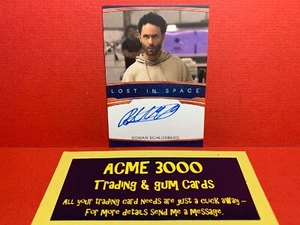 LOST IN SPACE
ROWAN SCHLOSBERG
ACME 3000
Trading & Gum Cards
All your trading card needs are just a click away –
For more details send me a message.